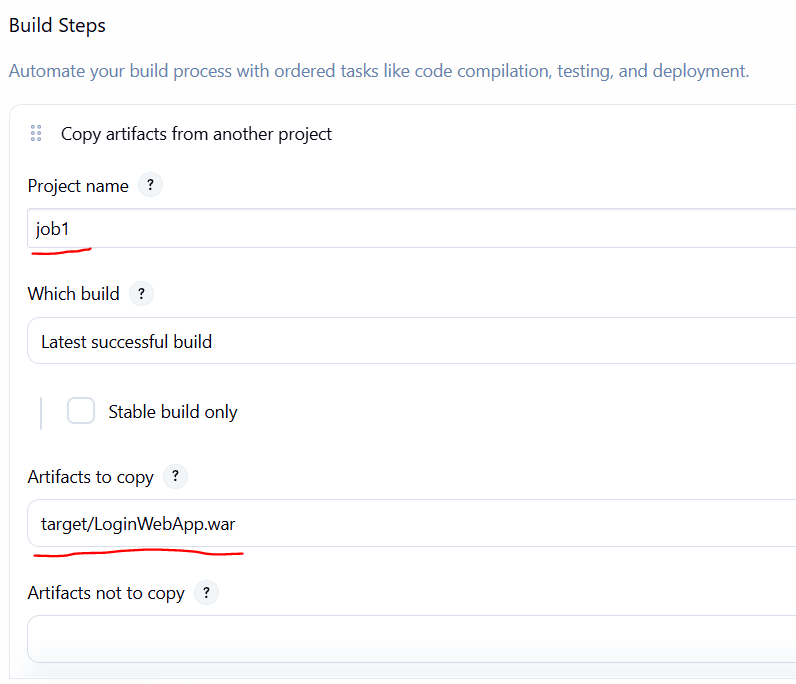 Build Steps
Automate your build process with ordered tasks like code compilation, testing, and deployment.
Copy artifacts from another project
Project name ?
job1
Which build ?
Latest successful build
Stable build only
Artifacts to copy ?
target/LoginWebApp.war
Artifacts not to copy ?